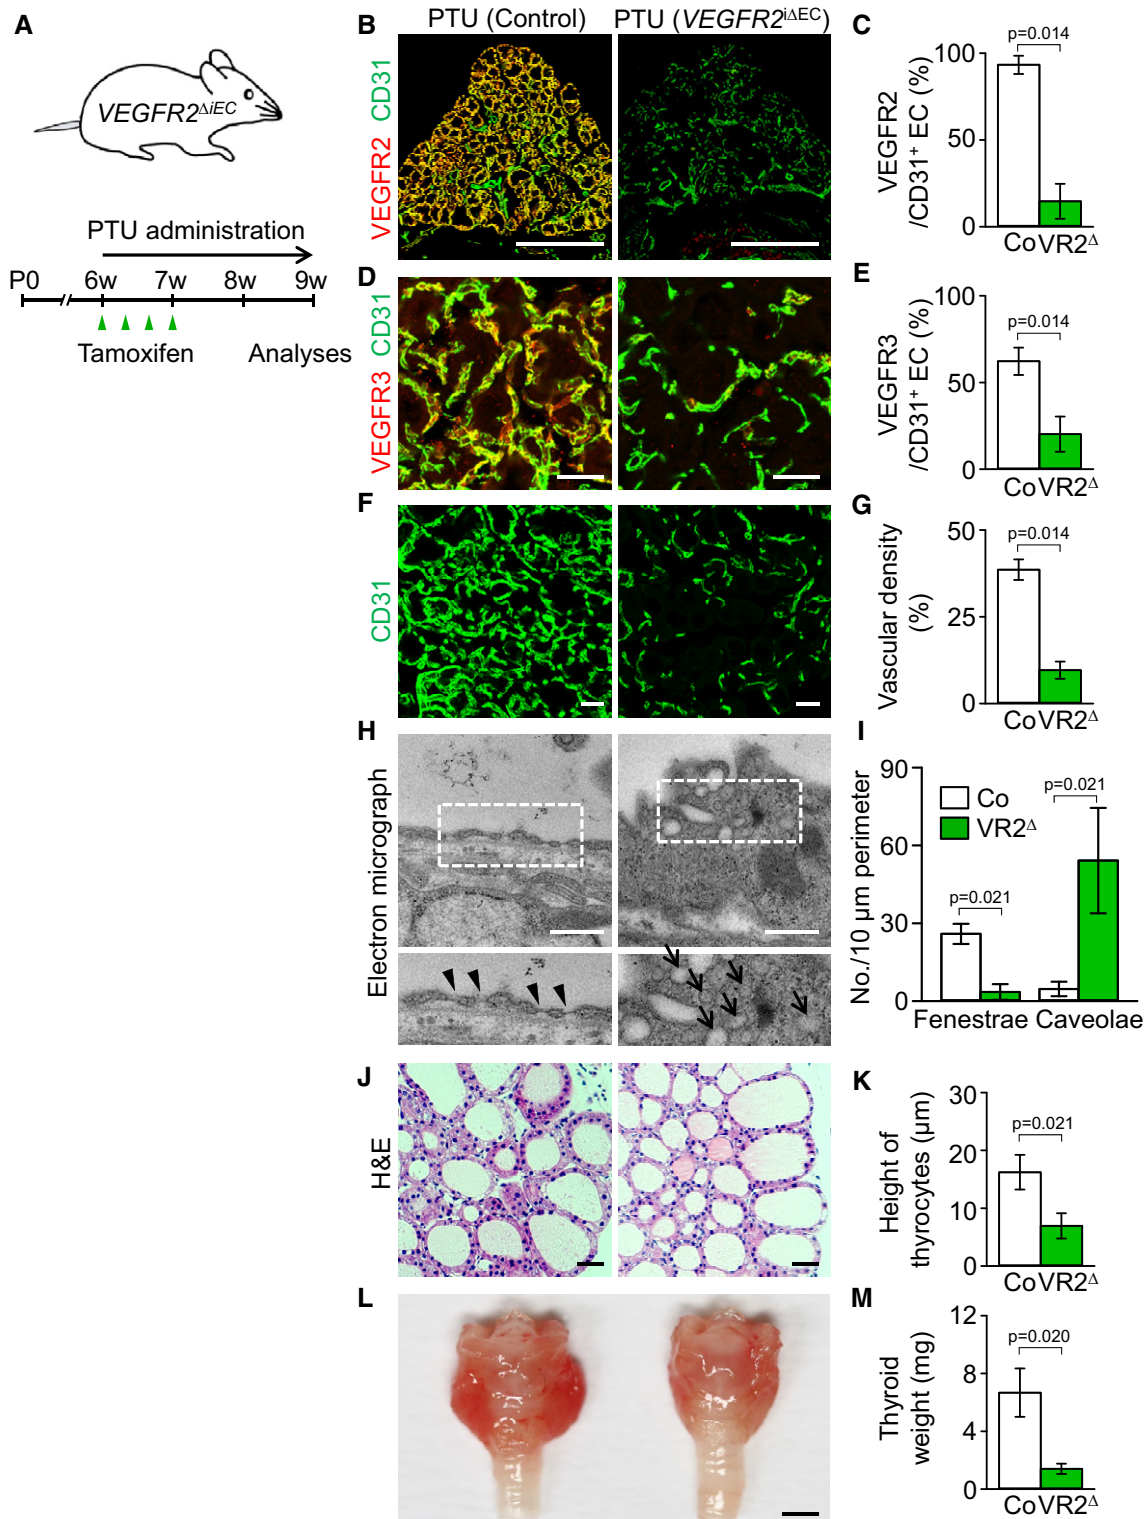 A
VEGFR2ΔiEC
PTU administration
P0
6w
7w
8w
9w
Tamoxifen
Analyses
B
PTU (Control)
PTU (VEGFR2iΔEC)
VEGFR2 CD31
C
VEGFR2
/CD31+ EC (%)
100
50
0
p=0.014
Co
VR2Δ
D
VEGFR3 CD31
E
VEGFR3
/CD31+ EC (%)
100
50
0
p=0.014
Co
VR2Δ
F
CD31
G
Vascular density
(%)
50
25
0
p=0.014
Co
VR2Δ
H
Electron micrograph
I
No./10 μm perimeter
90
60
30
0
Co
VR2Δ
p=0.021
p=0.021
Fenestrae
Caveolae
J
H&E
K
Height of
thyrocytes (μm)
30
20
10
0
p=0.021
Co
VR2Δ
L
M
Thyroid
weight (mg)
12
8
4
0
p=0.020
Co
VR2Δ